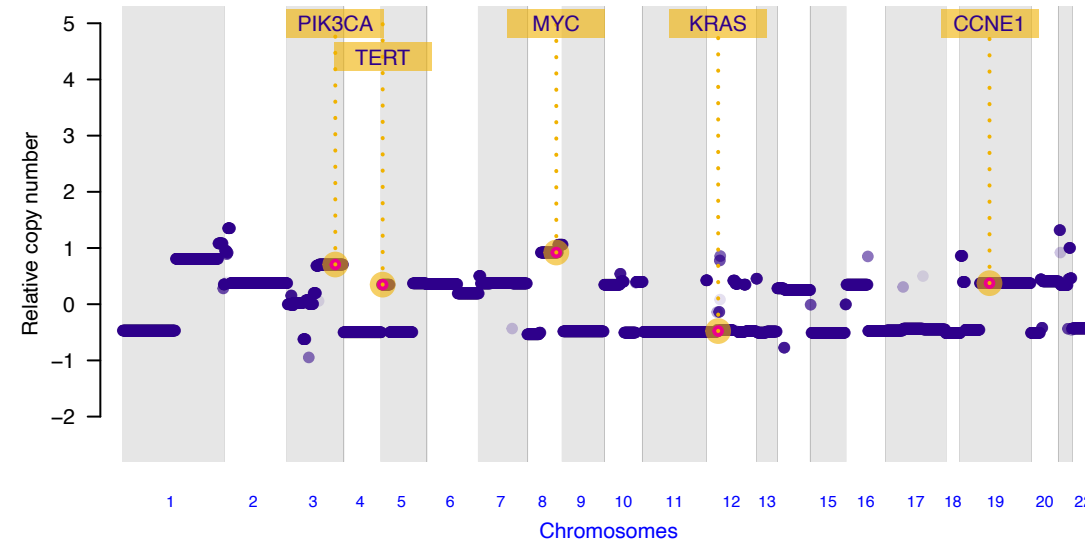 PIK3CA MYC KRAS CCNE1
TERT
5
4
3
2
1
0
−1
−2
Relative copy number
1 2 3 4 5 6 7 8 9 10 11 12 13 15 16 17 18 19 20 22
Chromosomes